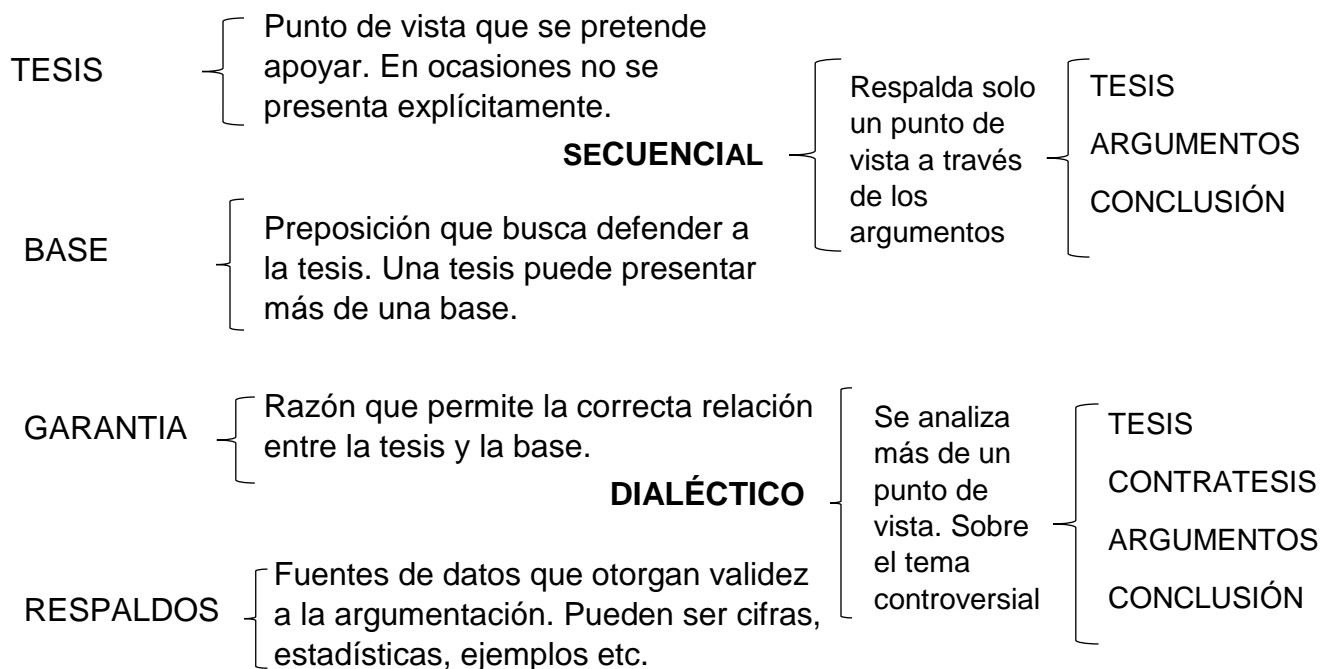 TESIS
Punto de vista que se pretende
apoyar. En ocasiones no se
presenta explícitamente.
BASE
Preposición que busca defender a
la tesis. Una tesis puede presentar
más de una base.
GARANTIA
Razón que permite la correcta relación
entre la tesis y la base.
RESPALDOS
Fuentes de datos que otorgan validez
a la argumentación. Pueden ser cifras,
estadísticas, ejemplos etc.
SECUENCIAL
Respalda solo
un punto de
vista a través
de los
argumentos
TESIS
ARGUMENTOS
CONCLUSIÓN
DIALÉCTICO
Se analiza
más de un
punto de
vista. Sobre
el tema
controversial
TESIS
CONTRATESIS
ARGUMENTOS
CONCLUSIÓN